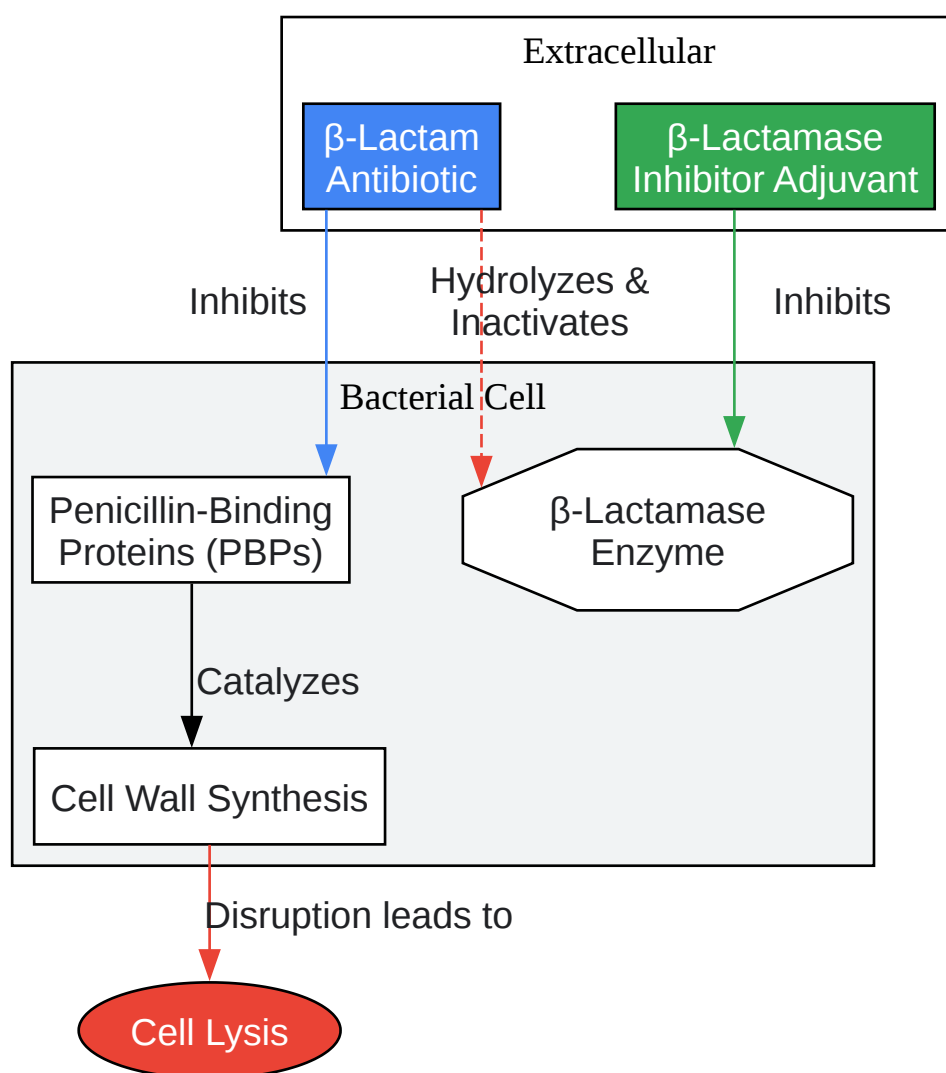 Extracellular
β-Lactam
Antibiotic
β-Lactamase
Inhibitor Adjuvant
Inhibits
Hydrolyzes &
Inactivates
Inhibits
Bacterial Cell
Penicillin-Binding
Proteins (PBPs)
β-Lactamase
Enzyme
Catalyzes
Cell Wall Synthesis
Disruption leads to
Cell Lysis